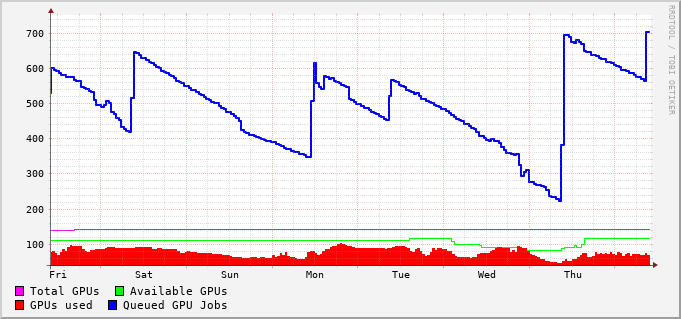 700
600
500
400
300
200
100
Fri Sat Sun Mon Tue Wed Thu
Total GPUs Available GPUs
GPUs used Queued GPU Jobs
RRDTOOL / TOBI OETIKER